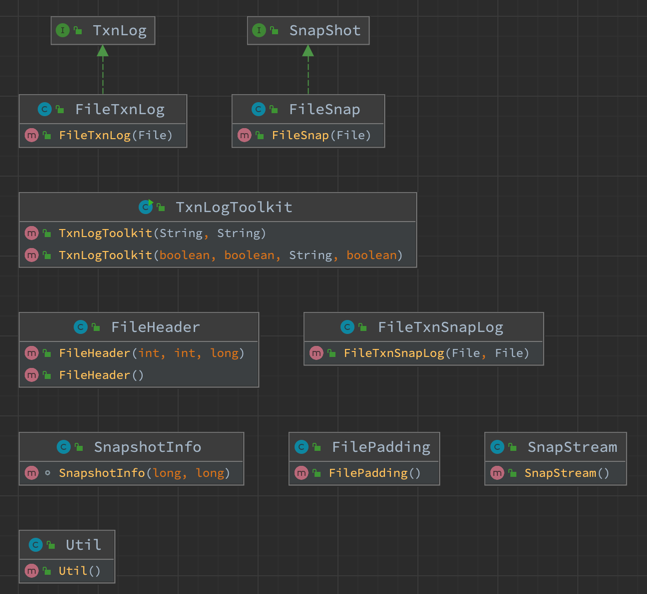 TxnLog
SnapShot
FileTxnLog
FileTxnLog(File)
FileSnap
FileSnap(File)
TxnLogToolkit
TxnLogToolkit(String, String)
TxnLogToolkit(boolean, boolean, String, boolean)
FileHeader
FileHeader(int, int, long)
FileHeader()
FileTxnSnapLog
FileTxnSnapLog(File, File)
SnapshotInfo
SnapshotInfo(long, long)
FilePadding
FilePadding()
SnapStream
SnapStream()
Util
Util()